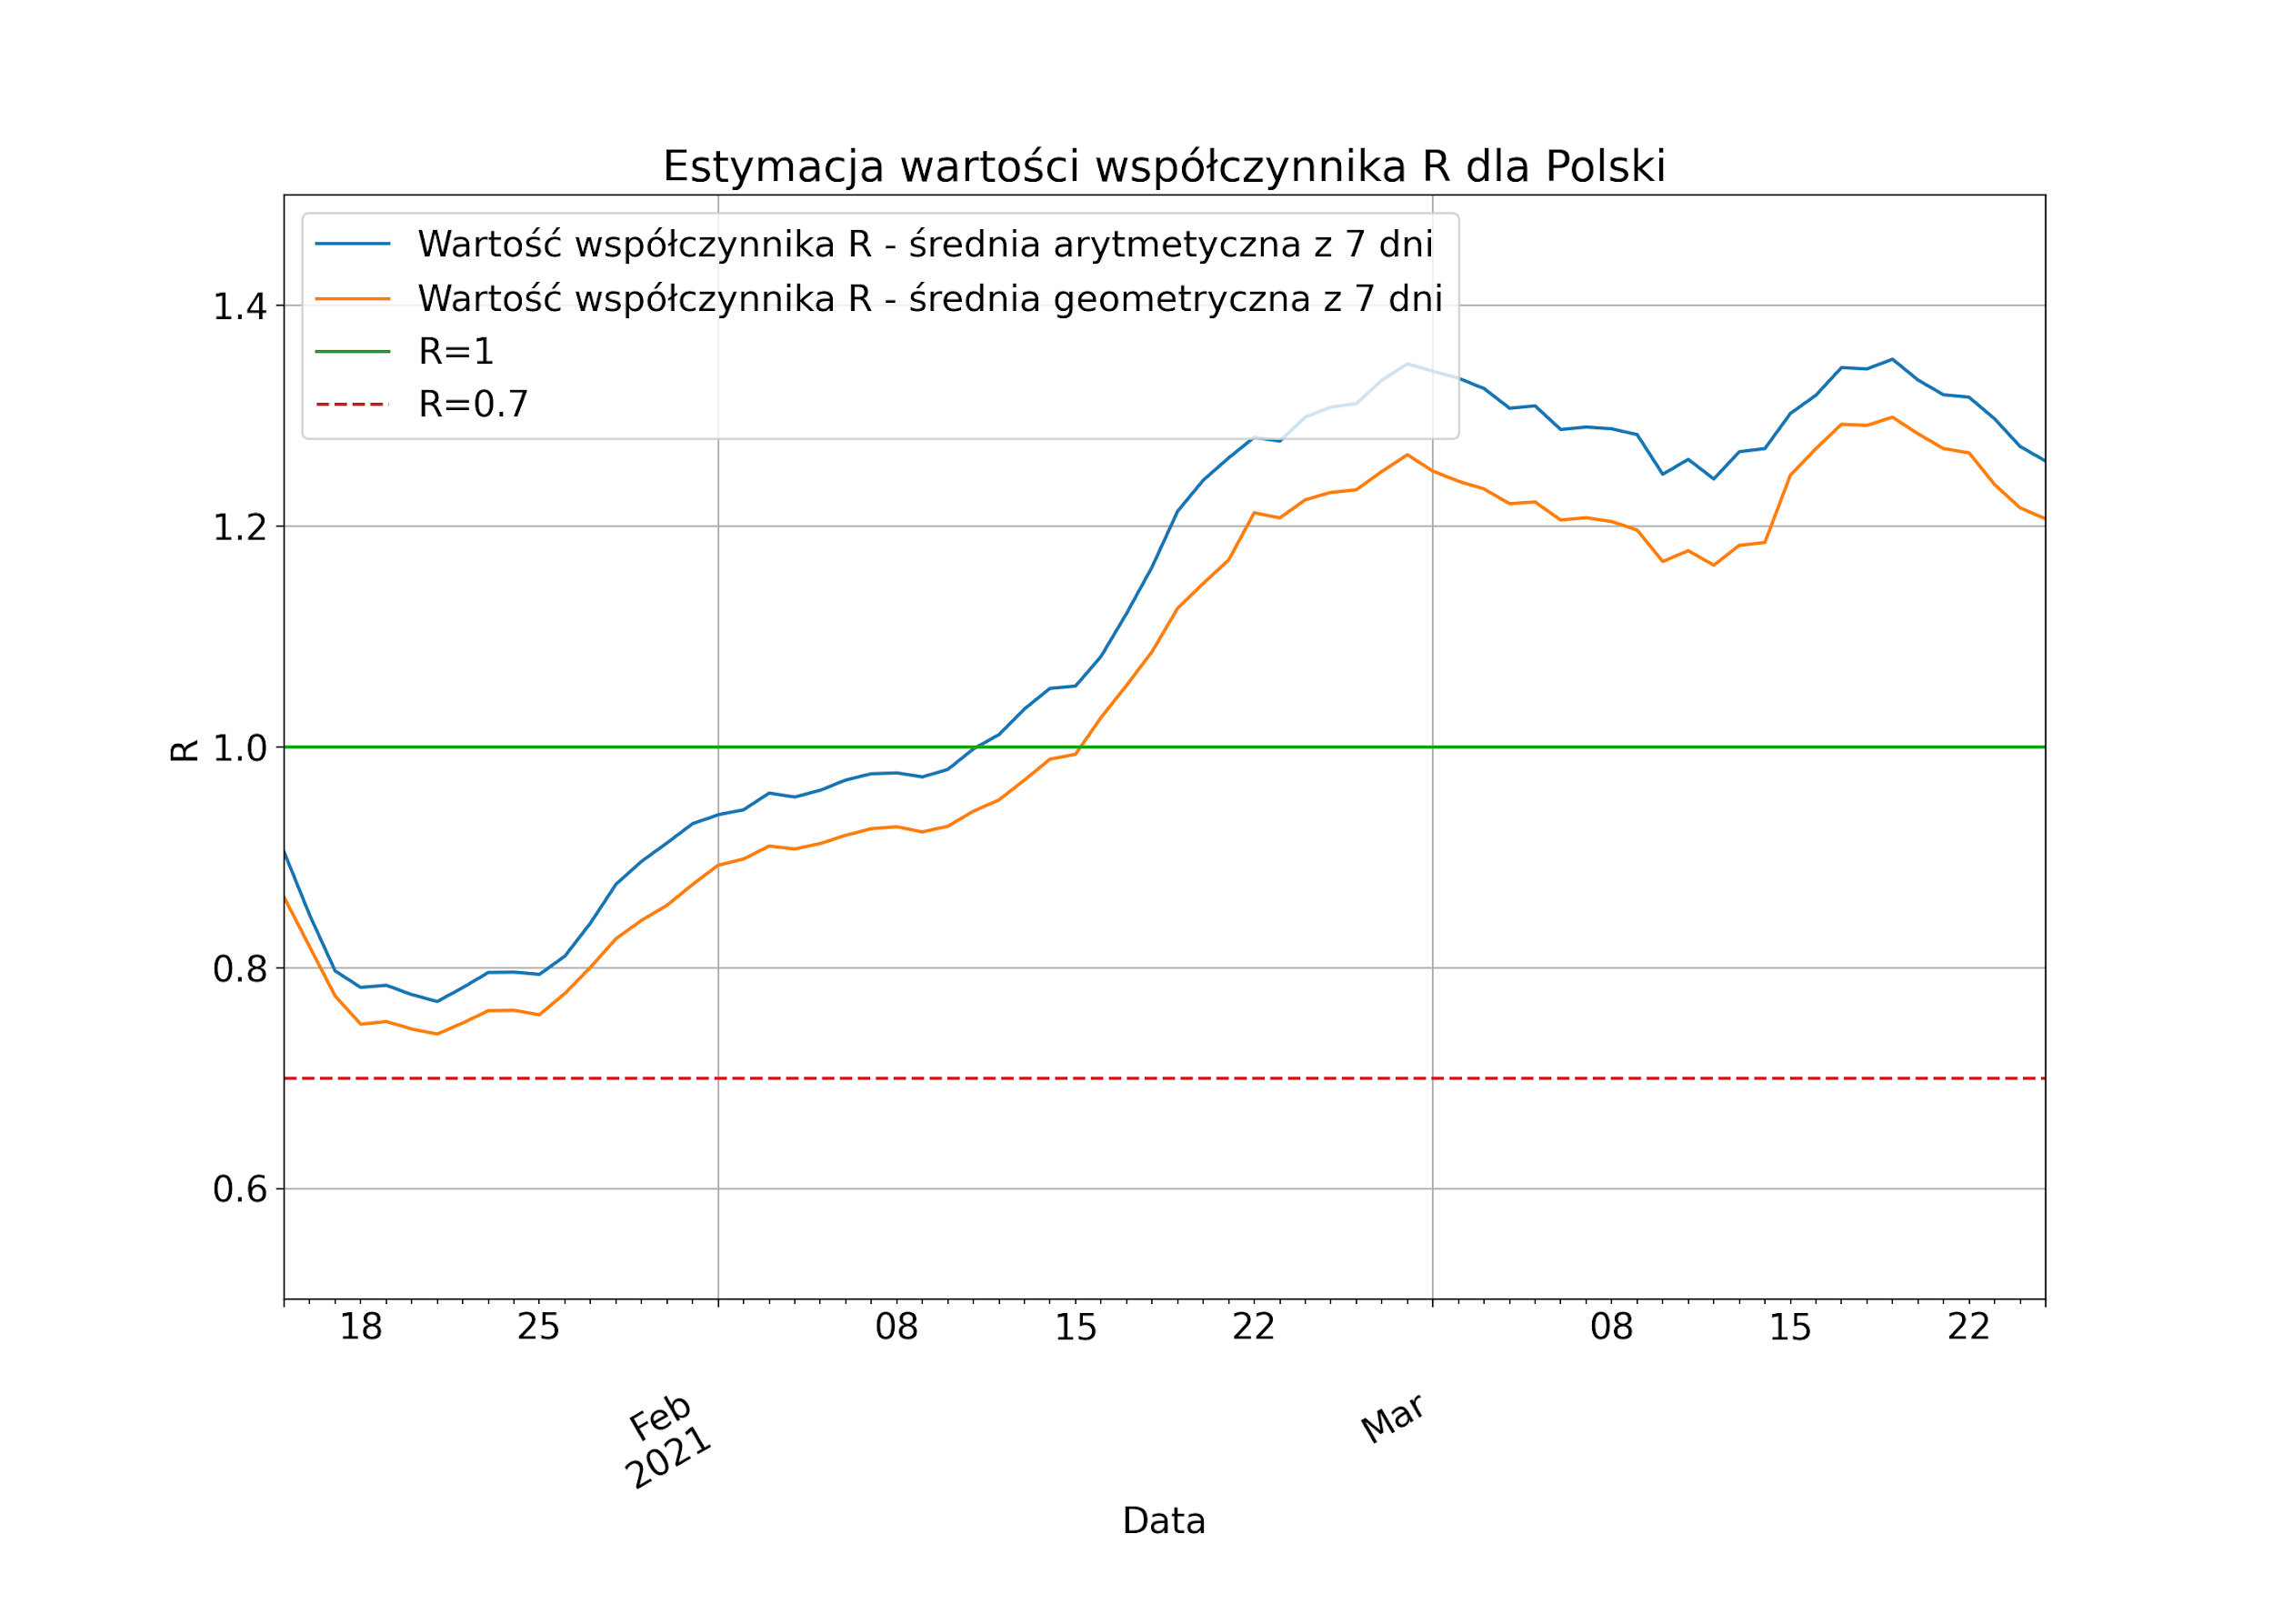 Estymacja wartości współczynnika R dla Polski
Wartość współczynnika R - średnia arytmetyczna z 7 dni
Wartość współczynnika R - średnia geometryczna z 7 dni
R=1
R=0.7
1.4
1.2
1.0
0.8
0.6
R
18 25 08 15 22 08 15 22
Feb
2021
Mar
Data